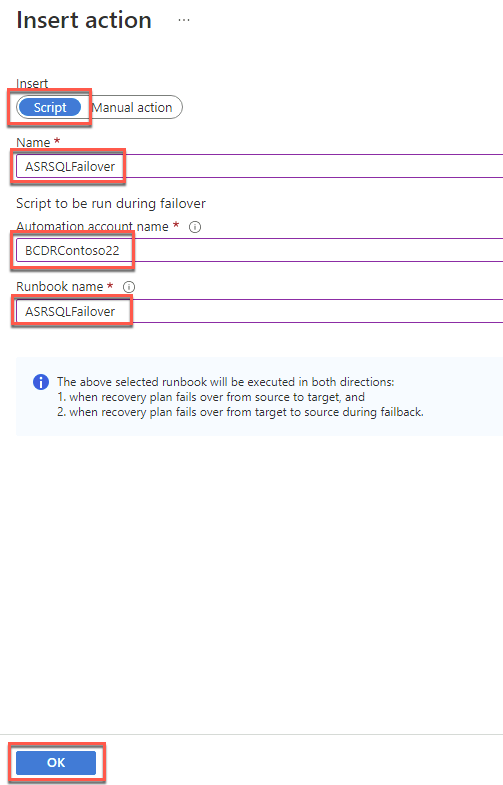 Insert action ...
Insert
Script Manual action
Name *
ASRSQLFailover
Script to be run during failover
Automation account name *
BCDRContoso22
Runbook name *
ASRSQLFailover
The above selected runbook will be executed in both directions:
1. when recovery plan fails over from source to target, and
2. when recovery plan fails over from target to source during failback.
OK